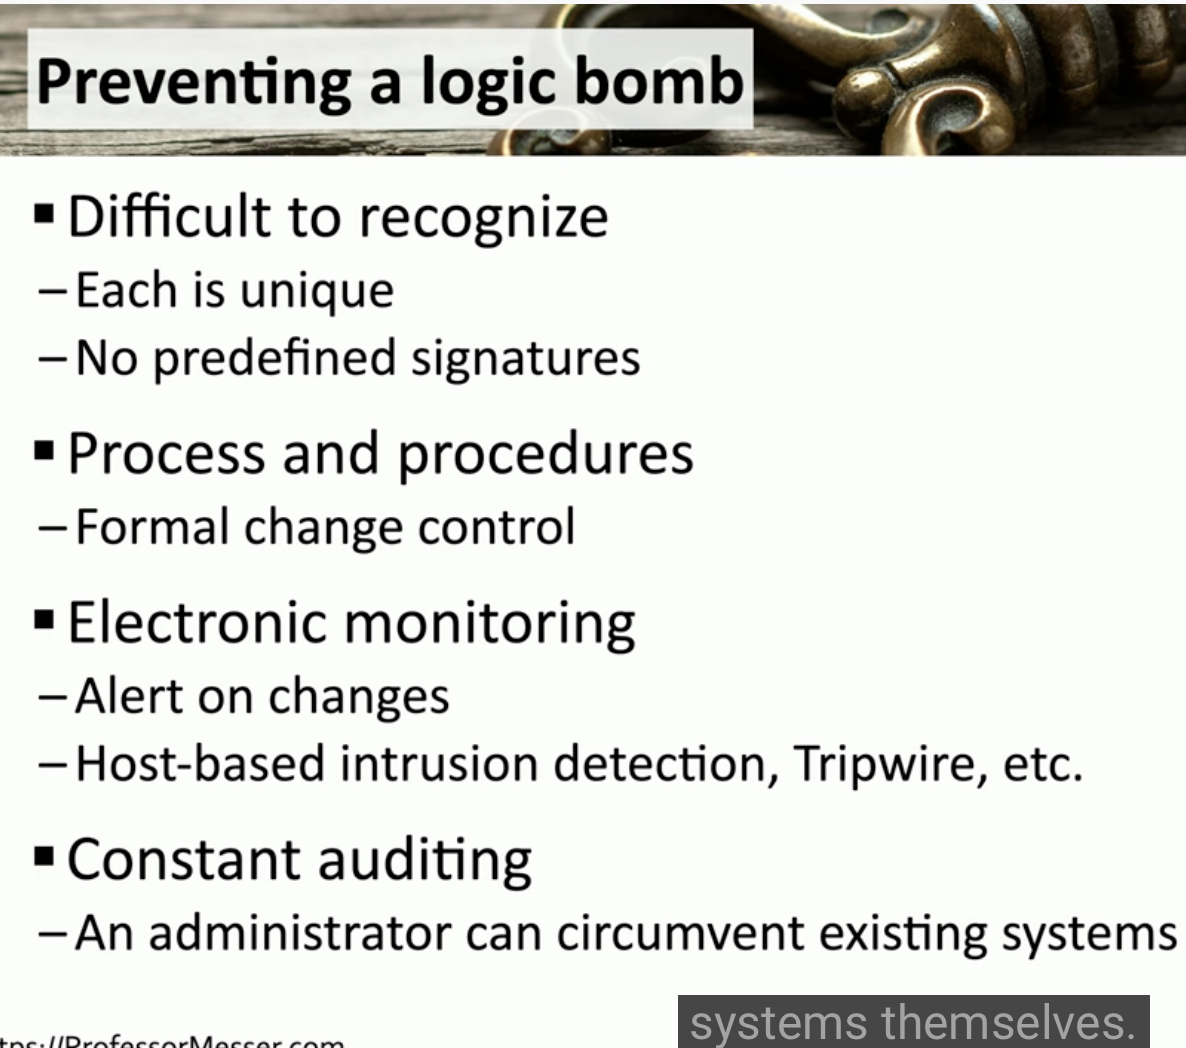 Preventing a logic bomb
▪ Difficult to recognize
– Each is unique
– No predefined signatures
▪ Process and procedures
– Formal change control
▪ Electronic monitoring
– Alert on changes
– Host-based intrusion detection, Tripwire, etc.
▪ Constant auditing
– An administrator can circumvent existing systems
systems themselves.
tps://ProfessorMesser.com